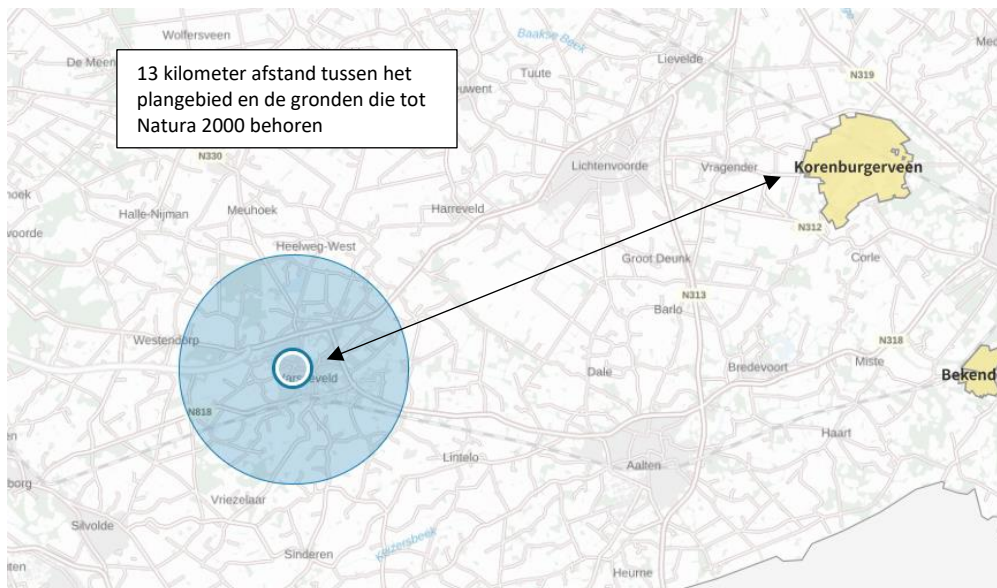 Wolfersveen
Baakse Beek
Lievelde
De Meen
13 kilometer afstand tussen het
plangebied en de gronden die tot
Natura 2000 behoren
Tuute
N319
N330
Lichtenvoorde
Vragender
Korenburgerveen
Meuhoek
Halle-Nijman
Harreveld
N312
Heelweg-West
Groot Deunk
Corle
N313
Barlo
Westendorp
N318
Miste
Bredevoort
Dale
Bekend
N818
Haart
Lintelo
Aalten
Vriezelaar
Silvolde
Keizersbeek
Sinderen
Heurne